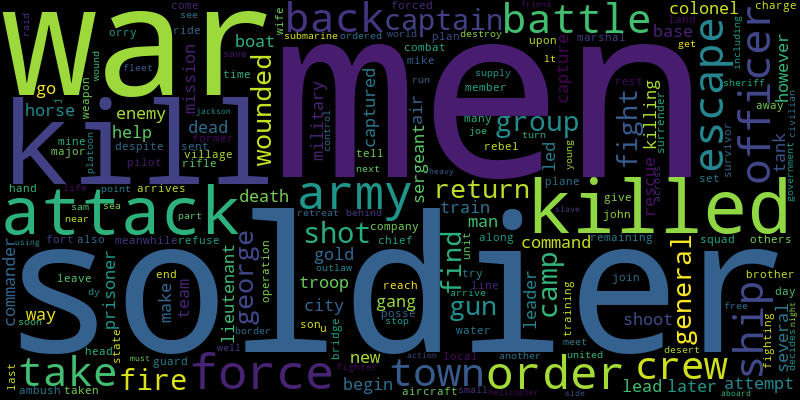 war
men
kill
soldier
back
captain
battle
attack
killed
army
force
town
order
crew
take
fire
shot
gun
camp
find
general
ship
officer
escape
group
fight
return
george
wounded
help
enemy
dead
horse
go
mission
boat
military
captured
sergeant
air
capture
base
colonel
charge
however
tank
killing
rescue
rebel
led
village
rifle
pilot
despite
sent
mine
major
platoon
weapon
wound
raid
orry
come
see
ride
fleet
time
save
wife
submarine
forced
ordered
world
plan
destroy
friend
upon
marshal
land
get
including
combat
mike
lt
run
supply
member
many
joe
turn
rest
surrender
sheriff
away
civilian
government
survivor
set
across
young
plane
tell
next
control
jackson
former
heavy
slave
give
john
death
train
man
command
commander
prisoner
lieutenant
operation
troop
city
gold
gang
leader
training
shoot
join
brother
day
several
fighting
night
decides
squad
others
remaining
unit
company
along
chief
retreat
behind
outlaw
hand
life
point
arrives
sam
sea
near
part
fort
also
meanwhile
refuse
using
leave
make
end
team
way
soon
dy
state
head
guard
must
last
ambush
taken
border
well
son
u
bridge
posse
reach
stop
line
try
arrive
water
meet
free
desert
new
begin
local
action
another
united
fighter
aircraft
small
helicopter
side
lead
later
attempt
aboard